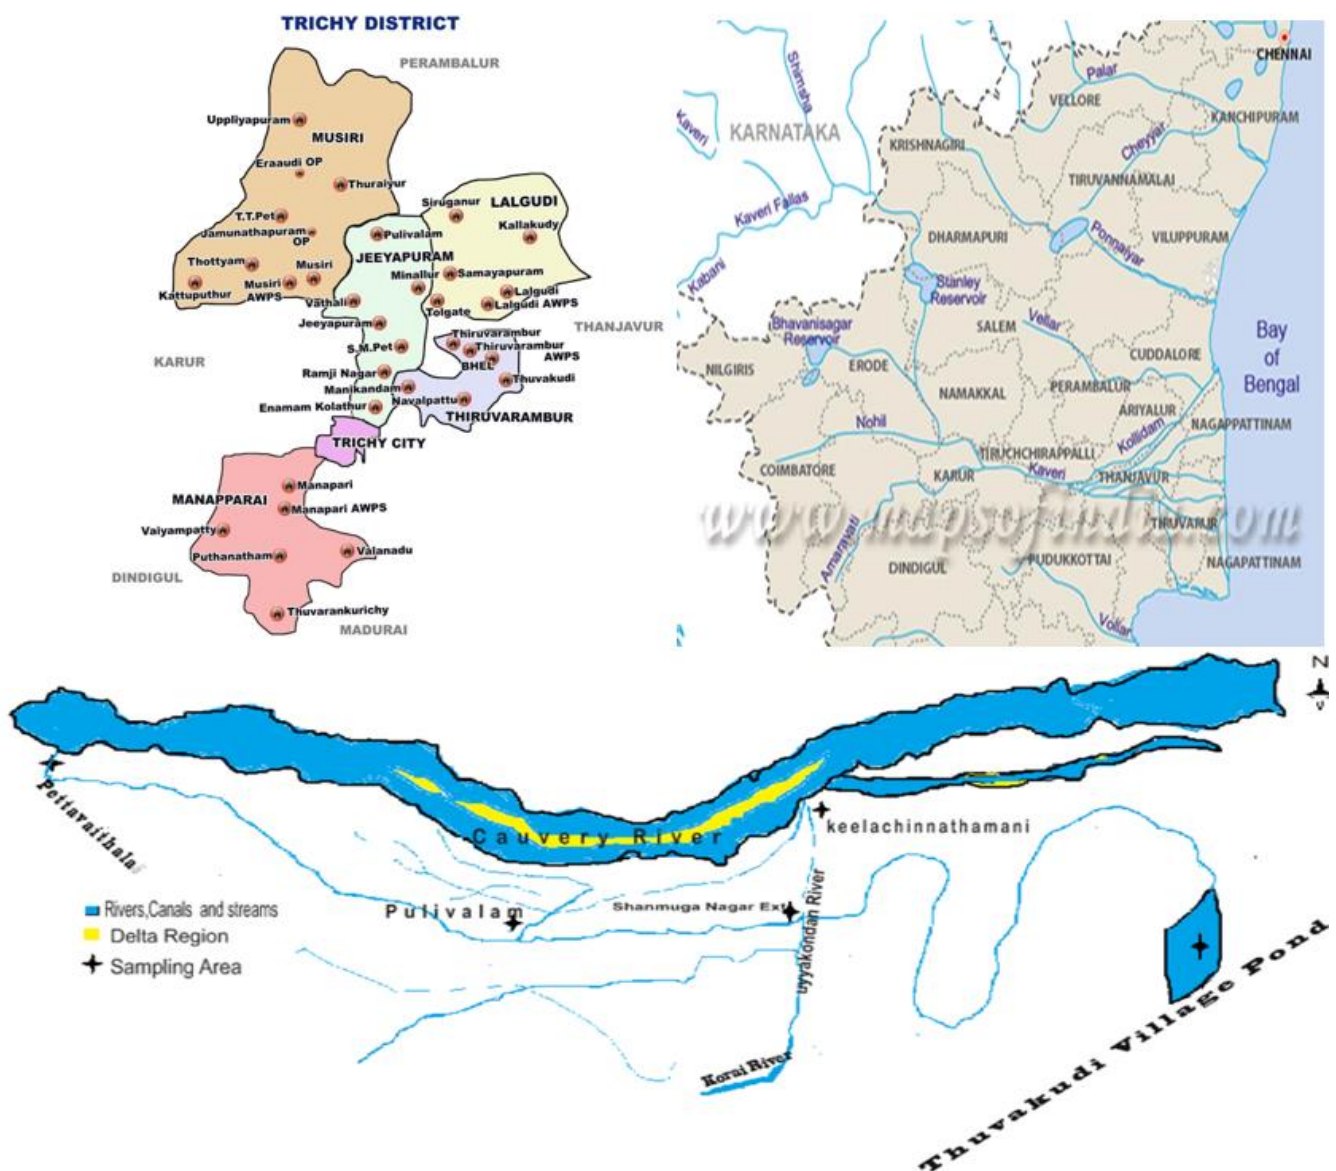 TRICHY DISTRICT
PERAMBALUR
Uppliyapuram
MUSIRI
Eraaudi OP
Thuraiyur
T.T.Pet
Jamunathapuram
OP
Thottyam
Musiri
Kattuputhur
Musiri
AWPS
Siruganur
LALGUDI
Kallakudy
Pulivalam
JEEYAPURAM
Minallur
Samayapuram
Lalgudi
Vathali
Tolgate
Lalgudi AWPS
Jeeyapuram
THANJAVUR
Thiruvarambur
Thiruvarambur
AWPS
S.M.Pet
BHEL
KARUR
Ramji Nagar
Thuvakudi
Manikandam
Navalpattu
Enamam Kolathur
THIRUVARAMBUR
TRICHY CITY
Manapari
MANAPPARAI
Manapari AWPS
Vaiyampatty
Puthanatham
Valanadu
DINDIGUL
Thuvarankurichy
MADURAI
CHENNAI
Shimsha
Palar
VELLORE
KANCHIPURAM
Kaveri
KARNATAKA
KRISHNAGIRI
Cheyyar
TIRUVANNAMALAI
Kaveri Fallas
DHARMAPURI
Ponnaiyar
VILUPPURAM
Kabani
Stanley
Reservoir
Bhavanisagar
Reservoir
SALEM
Vellar
Bay
of
Bengal
CUDDALORE
NILGIRIS
ERODE
NAMAKKAL
PERAMBALUR
ARIYALUR
Kollidam
NAGAPPATTINAM
Nohil
TIRUCHCHIRAPPALLI
COIMBATORE
KARUR
Kaveri
THANJAVUR
www.mapsofindia.com
TIRUVARUR
Amaravati
DINDIGUL
PUDUKKOTTAI
NAGAPATTINAM
Vollar
N
v
Pettavaithalai
Cauvery River
keelachinnathamani
Rivers,Canals and streams
Delta Region
Sampling Area
Pulivalam
Shanmuga Nagar Ext
uyyakondan River
Korai River
Thuvakudi Village Pond